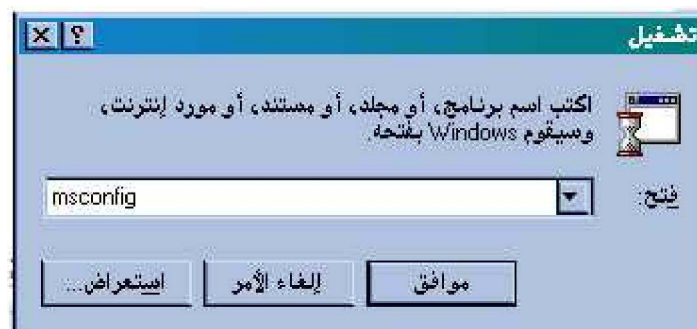 تشغيل
اكتب اسم برنامج، أو مجلد، أو مستند، أو مورد إنترنت،
وسيقوم Windows بفتحه.
فتح:
msconfig
موافق
إلغاء الأمر
استعراض...